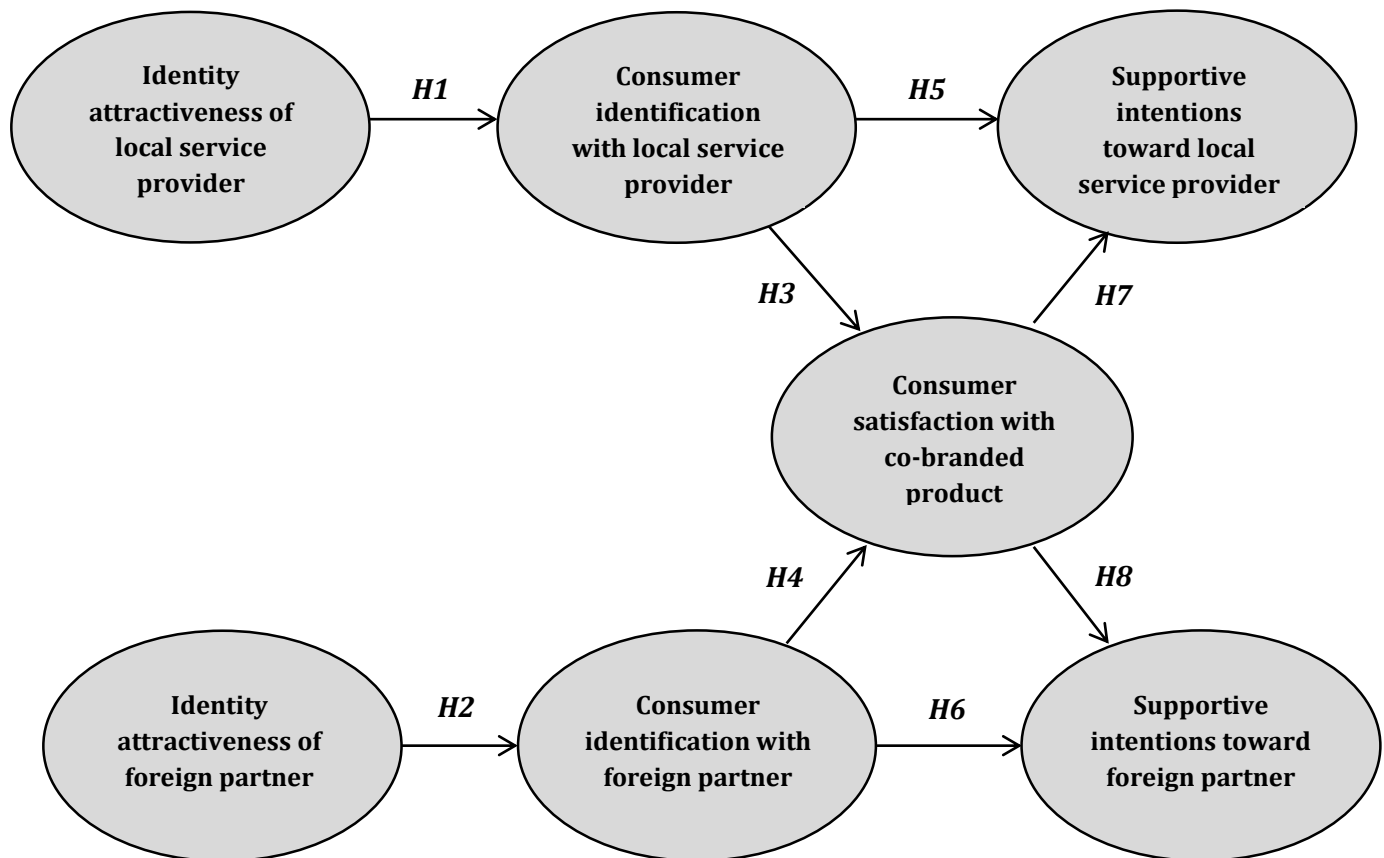 Identity
attractiveness of
local service
provider
H1
Consumer
identification
with local service
provider
H5
Supportive
intentions
toward local
service provider
H3
H7
Consumer
satisfaction with
co-branded
product
H4
H8
Identity
attractiveness of
foreign partner
H2
Consumer
identification with
foreign partner
H6
Supportive
intentions toward
foreign partner